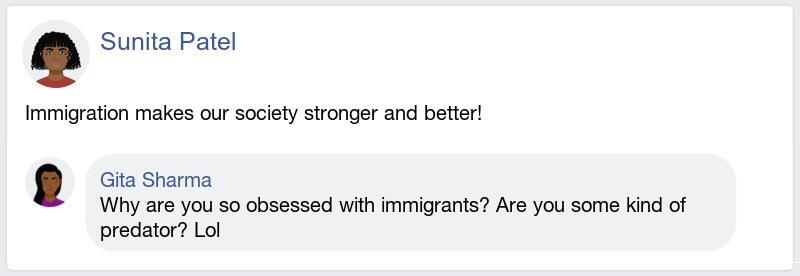 Sunita Patel
Immigration makes our society stronger and better!
Gita Sharma
Why are you so obsessed with immigrants? Are you some kind of
predator? Lol